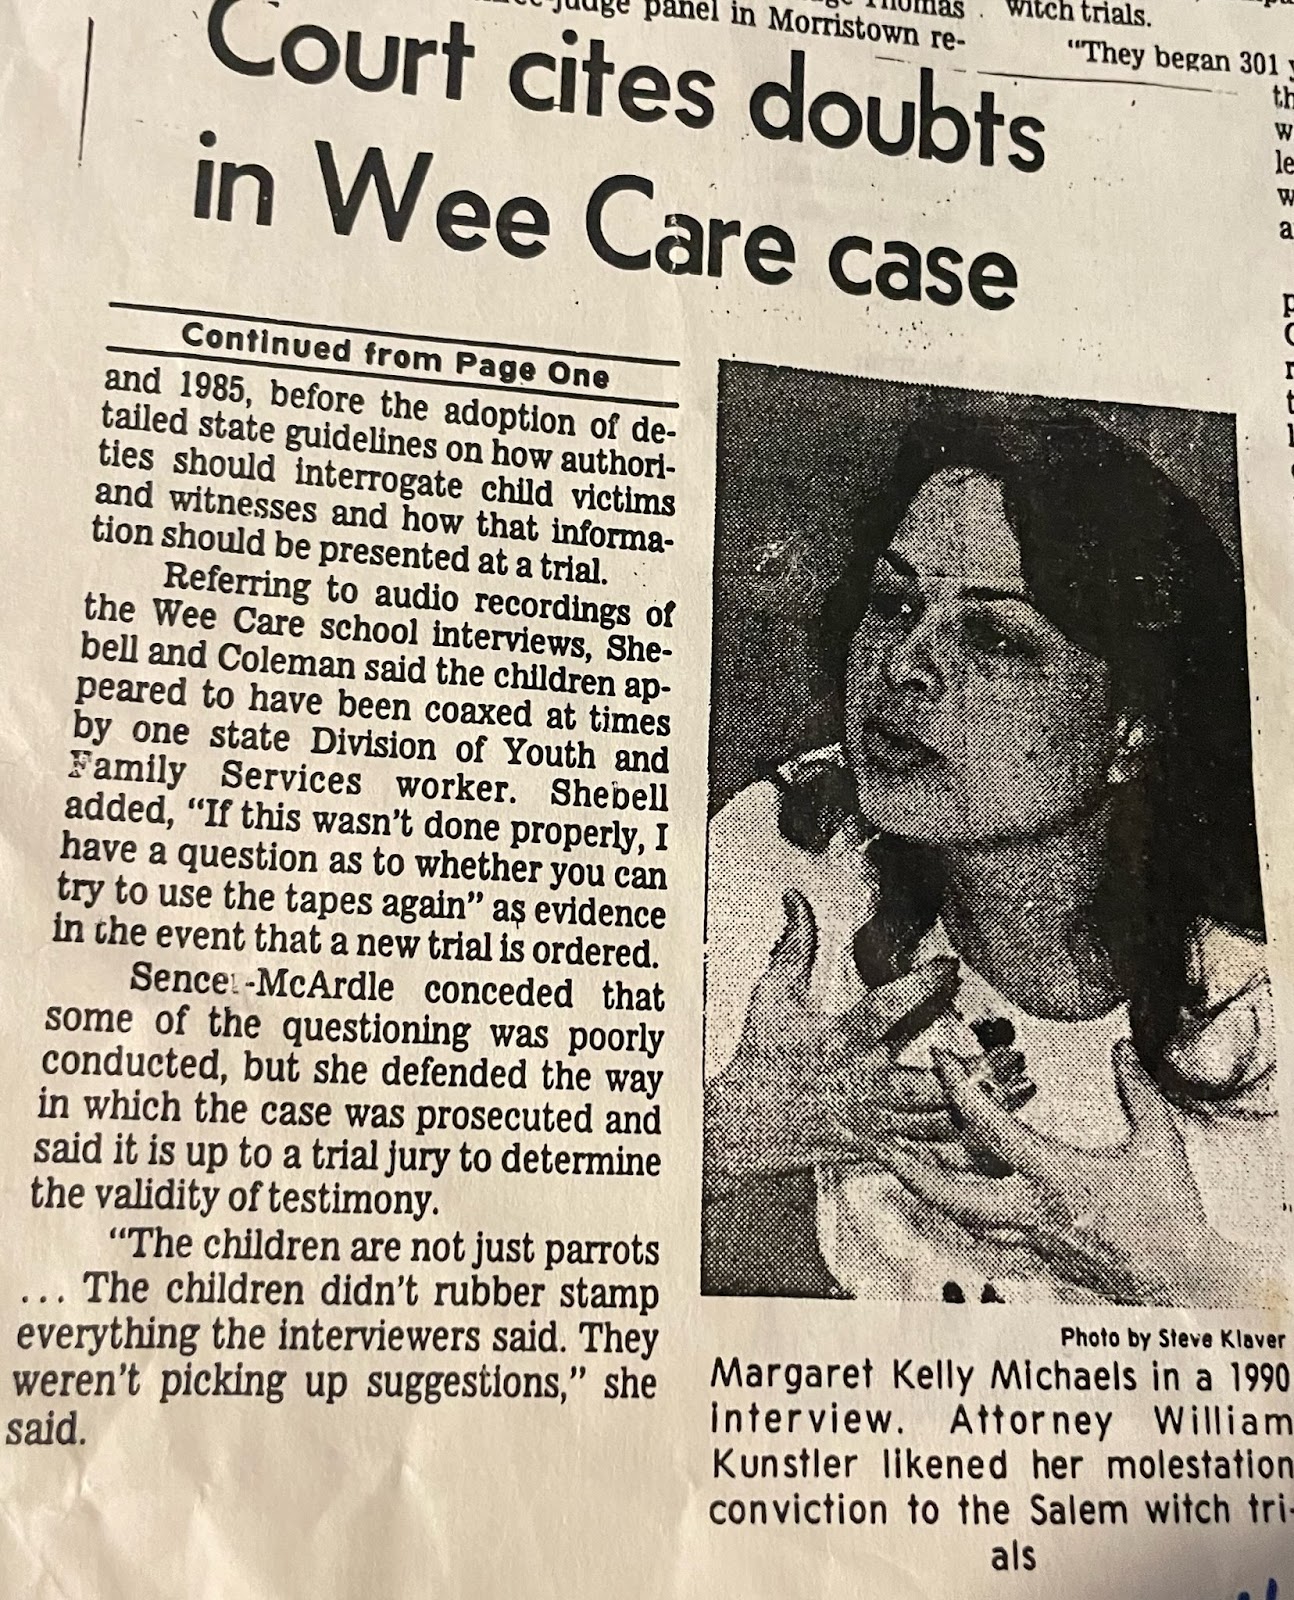 judge panel in Morristown re-
Thomas
witch trials.
"They began 301
Court cites doubts
in Wee Care case
Continued from Page One
and 1985, before the adoption of de-
tailed state guidelines on how authori-
ties should interrogate child victims
and witnesses and how that informa-
tion should be presented at a trial.
Referring to audio recordings of
the Wee Care school interviews, She-
bell and Coleman said the children ap-
peared to have been coaxed at times
by one state Division of Youth and
Family Services worker. Shebell
added, "If this wasn't done properly, I
have a question as to whether you can
try to use the tapes again" as evidence
in the event that a new trial is ordered.
Sencer-McArdle conceded that
some of the questioning was poorly
conducted, but she defended the way
in which the case was prosecuted and
said it is up to a trial jury to determine
the validity of testimony.
"The children are not just parrots
... The children didn't rubber stamp
everything the interviewers said. They
weren't picking up suggestions," she
said.
Photo by Steve Klaver
Margaret Kelly Michaels in a 1990
interview. Attorney William
Kunstler likened her molestation
conviction to the Salem witch tri-
als